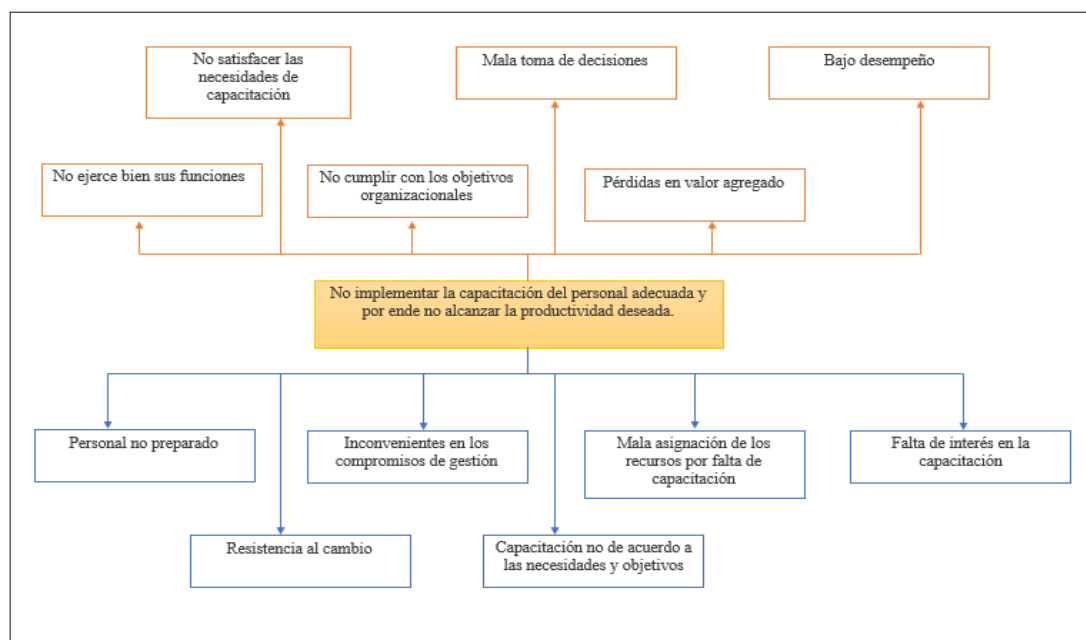 No satisfacer las
necesidades de
capacitación
Mala toma de decisiones
Bajo desempeño
No ejerce bien sus funciones
No cumplir con los objetivos
organizacionales
Pérdidas en valor agregado
No implementar la capacitación del personal adecuada y
por ende no alcanzar la productividad deseada.
Personal no preparado
Inconvenientes en los
compromisos de gestión
Mala asignación de los
recursos por falta de
capacitación
Falta de interés en la
capacitación
Resistencia al cambio
Capacitación no de acuerdo a
las necesidades y objetivos